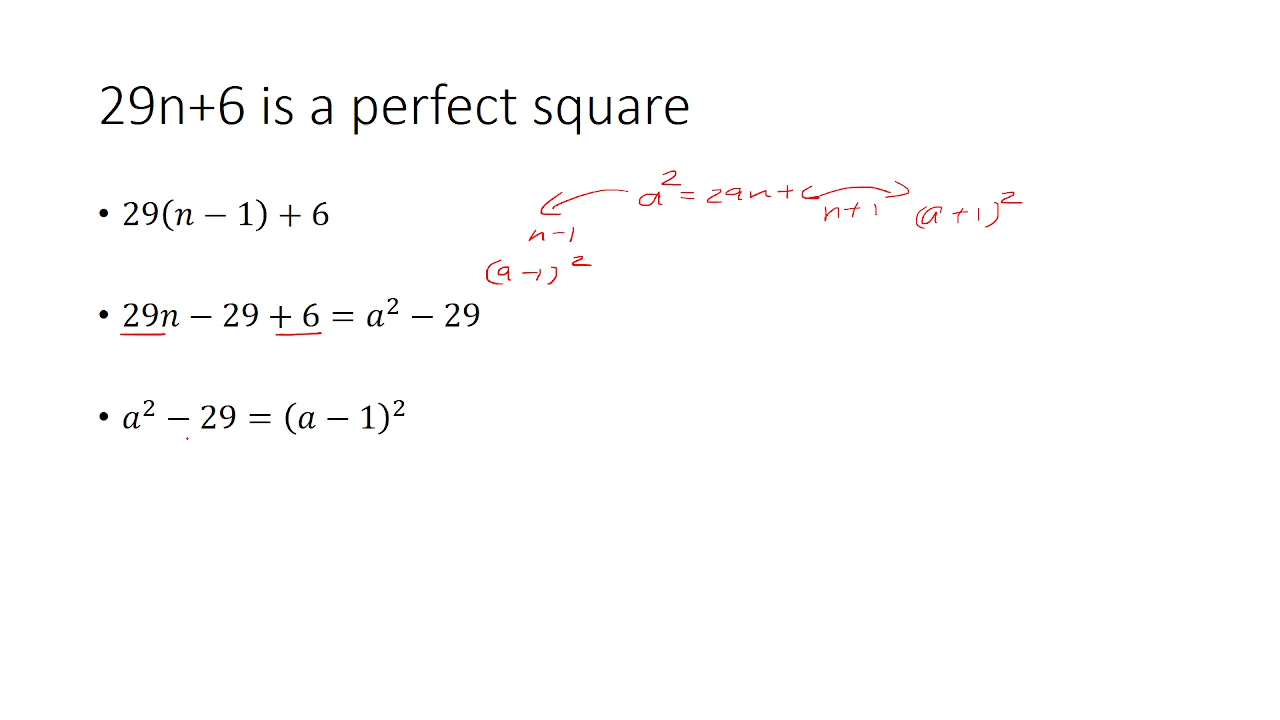 29n+6 is a perfect square
a² = 29n+6
n+1
(a+1)²
n-1
(a-1)²
• 29(n − 1) + 6
• 29n − 29 + 6 = a² − 29
• a² − 29 = (a − 1)²